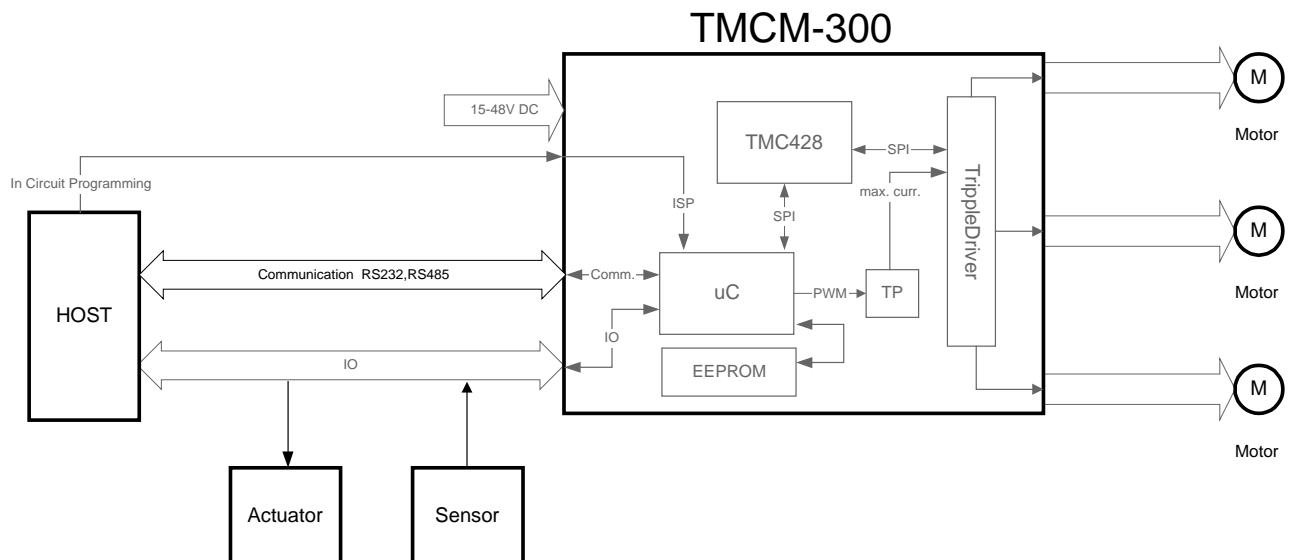 TMCM-300
M
Motor
15-48V DC
TMC428
SPI
In Circuit Programming
max. curr.
ISP
SPI
TrippleDriver
M
Motor
HOST
Communication RS232,RS485
Comm.
uC
PWM
TP
IO
IO
EEPROM
M
Motor
Actuator
Sensor